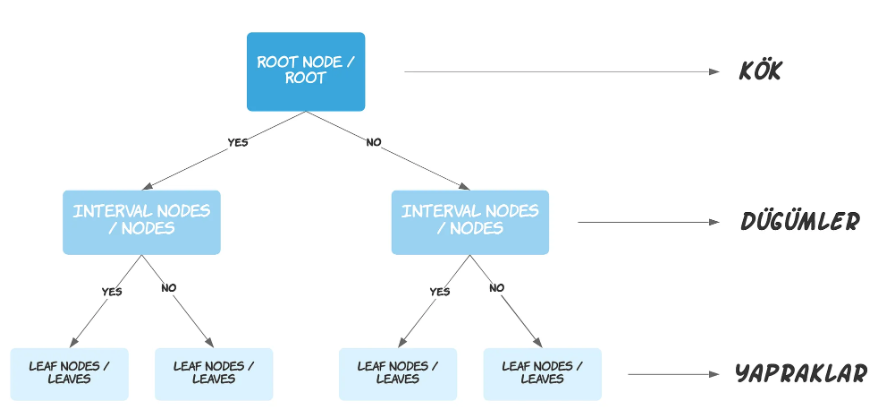 ROOT NODE /
ROOT
KÖK
YES
NO
INTERVAL NODES
/ NODES
INTERVAL NODES
/ NODES
DÜGÜMLER
YES
NO
YES
NO
LEAF NODES /
LEAVES
LEAF NODES /
LEAVES
LEAF NODES /
LEAVES
LEAF NODES /
LEAVES
YAPRAKLAR